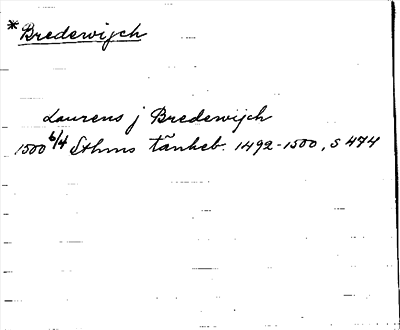 *Bredewijch
Laurens j Bredewijch
1500 6/4 Sthms tänkeb. 1492-1500, s 474